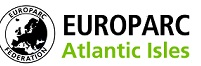 EUROPARC
FEDERATION
EUROPARC
Atlantic Isles